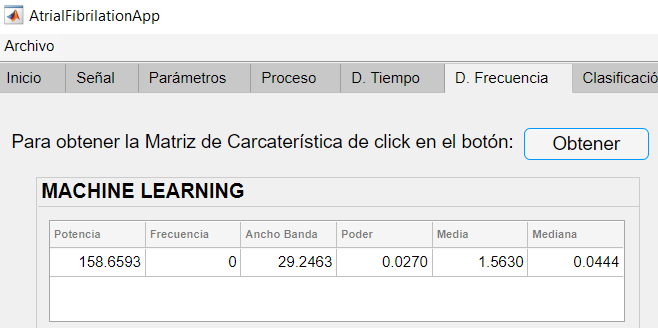 AtrialFibrilationApp
Archivo
Inicio Señal Parámetros Proceso D. Tiempo D. Frecuencia Clasificació
Para obtener la Matriz de Carcaterística de click en el botón: Obtener
MACHINE LEARNING
Potencia Frecuencia Ancho Banda Poder Media Mediana
158.6593 0 29.2463 0.0270 1.5630 0.0444